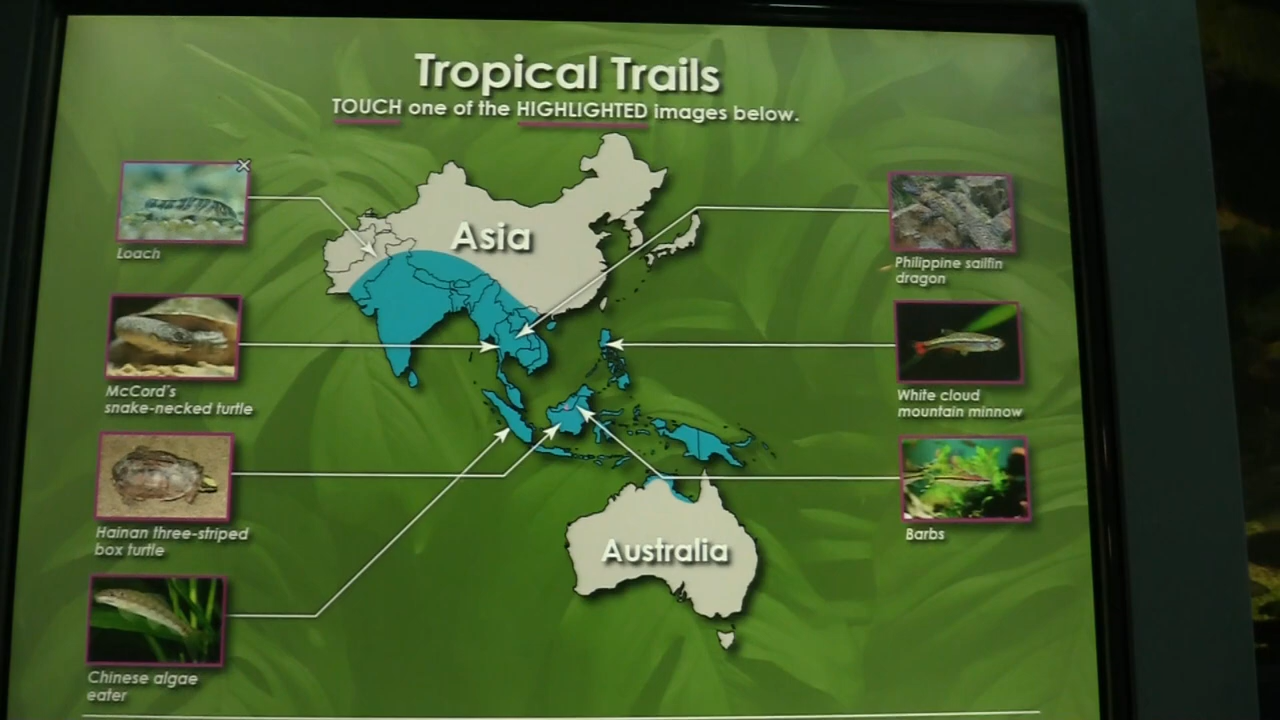 Tropical Trails
TOUCH one of the HIGHLIGHTED images below.
Asia
Australia
Loach
McCord's
snake-necked turtle
Hainan three-striped
box turtle
Chinese algae
eater
Philippine sailfin
dragon
White cloud
mountain minnow
Barbs